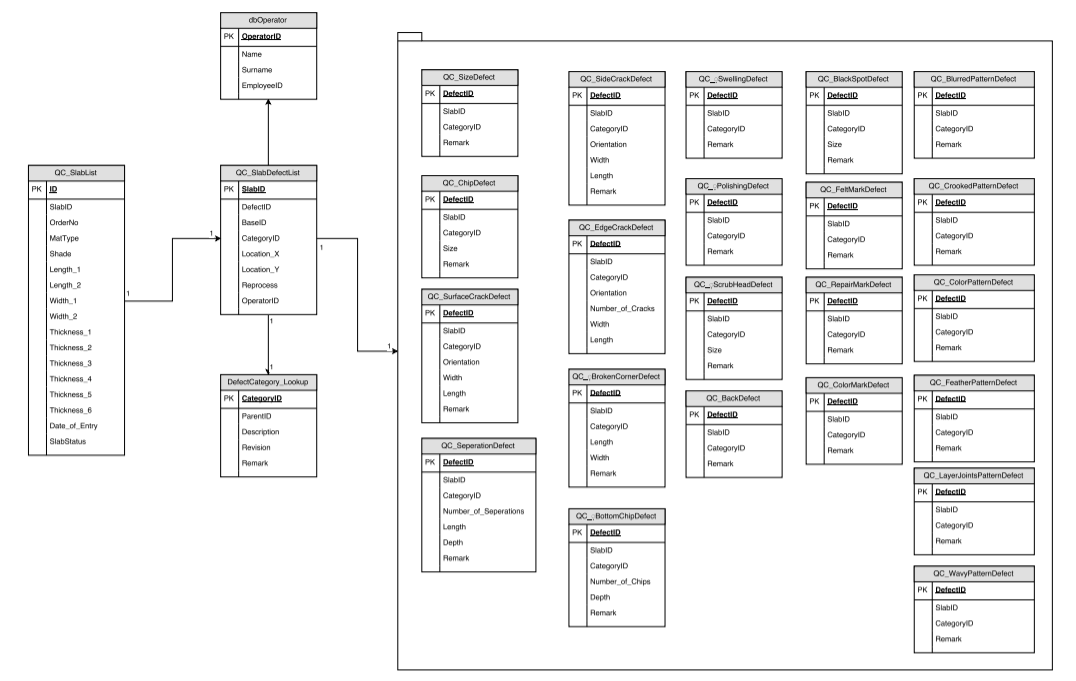 dbOperator
PK OperatorID
Name
Surname
EmployeeID
QC_SlabList
PK ID
SlabID
OrderNo
MatType
Shade
Length_1
Length_2
Width_1
Width_2
Thickness_1
Thickness_2
Thickness_3
Thickness_4
Thickness_5
Thickness_6
Date_of_Entry
SlabStatus
1
1
QC_SlabDefectList
PK SlabID
DefectID
BaseID
CategoryID
Location_X
Location_Y
Reprocess
OperatorID
1
1
1
1
DefectCategory_Lookup
PK CategoryID
ParentID
Description
Revision
Remark
QC_SizeDefect
PK DefectID
SlabID
CategoryID
Remark
QC_ChipDefect
PK DefectID
SlabID
CategoryID
Size
Remark
QC_SurfaceCrackDefect
PK DefectID
SlabID
CategoryID
Orientation
Width
Length
Remark
QC_SeperationDefect
PK DefectID
SlabID
CategoryID
Number_of_Seperations
Length
Depth
Remark
QC_SideCrackDefect
PK DefectID
SlabID
CategoryID
Orientation
Width
Length
Remark
QC_EdgeCrackDefect
PK DefectID
SlabID
CategoryID
Orientation
Number_of_Cracks
Width
Length
QC_;:BrokenCornerDefect
PK DefectID
SlabID
CategoryID
Length
Width
Remark
QC_;:BottomChipDefect
PK DefectID
SlabID
CategoryID
Number_of_Chips
Depth
Remark
QC_;:SwellingDefect
PK DefectID
SlabID
CategoryID
Remark
QC_;:PolishingDefect
PK DefectID
SlabID
CategoryID
Remark
QC_;:ScrubHeadDefect
PK DefectID
SlabID
CategoryID
Size
Remark
QC_BackDefect
PK DefectID
SlabID
CategoryID
Remark
QC_BlackSpotDefect
PK DefectID
SlabID
CategoryID
Size
Remark
QC_FeltMarkDefect
PK DefectID
SlabID
CategoryID
Remark
QC_RepairMarkDefect
PK DefectID
SlabID
CategoryID
Remark
QC_ColorMarkDefect
PK DefectID
SlabID
CategoryID
Remark
QC_BlurredPatternDefect
PK DefectID
SlabID
CategoryID
Remark
QC_CrookedPatternDefect
PK DefectID
SlabID
CategoryID
Remark
QC_ColorPatternDefect
PK DefectID
SlabID
CategoryID
Remark
QC_FeatherPatternDefect
PK DefectID
SlabID
CategoryID
Remark
QC_LayerJointsPatternDefect
PK DefectID
SlabID
CategoryID
Remark
QC_WavyPatternDefect
PK DefectID
SlabID
CategoryID
Remark